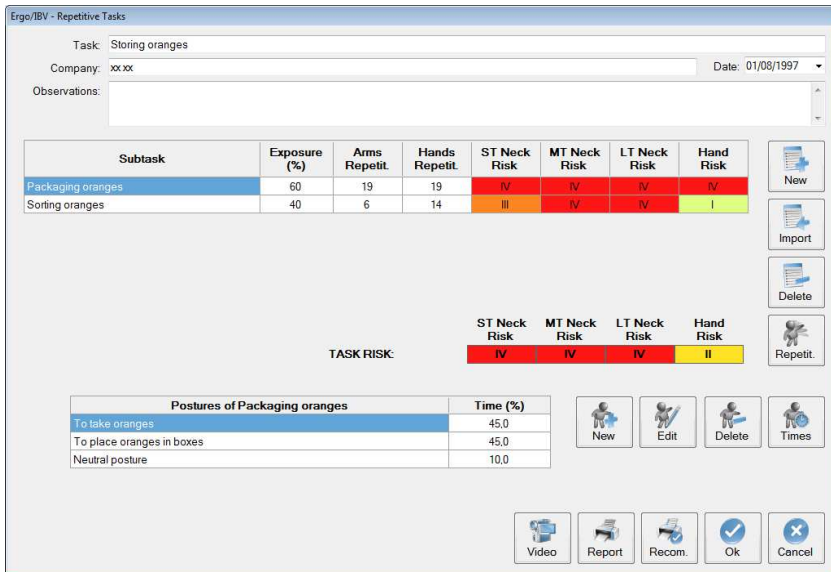 Ergo/IBV - Repetitive Tasks
Task: Storing oranges
Company: xx xx Date: 01/08/1997
Observations:
Subtask Exposure (%) Arms Repetit. Hands Repetit. ST Neck Risk MT Neck Risk LT Neck Risk Hand Risk
Packaging oranges 60 19 19 IV IV IV IV
Sorting oranges 40 6 14 III IV IV I
New
Import
Delete
ST Neck Risk MT Neck Risk LT Neck Risk Hand Risk
TASK RISK: IV IV IV II
Repetit.
Postures of Packaging oranges Time (%)
To take oranges 45,0
To place oranges in boxes 45,0
Neutral posture 10,0
New Edit Delete Times
Video Report Recom. Ok Cancel